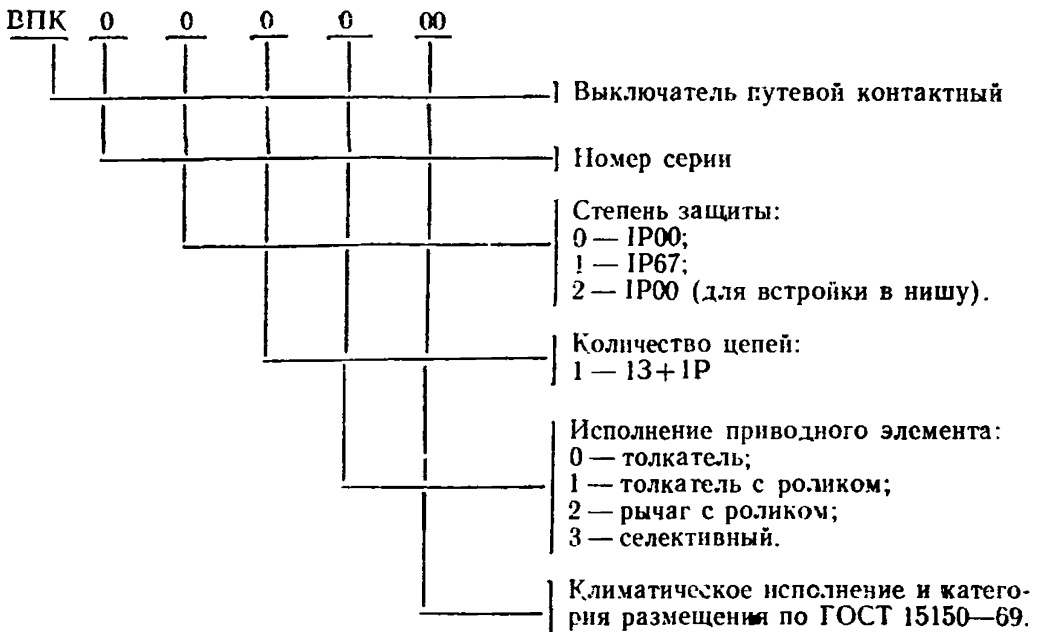 ВПК 0 0 0 0 00
Выключатель путевой контактный
Номер серии
Степень защиты:
0 — IP00;
1 — IP67;
2 — IP00 (для встройки в нишу).
Количество цепей:
1 — 1З+1Р
Исполнение приводного элемента:
0 — толкатель;
1 — толкатель с роликом;
2 — рычаг с роликом;
3 — селективный.
Климатическое исполнение и катего-
рия размещения по ГОСТ 15150—69.